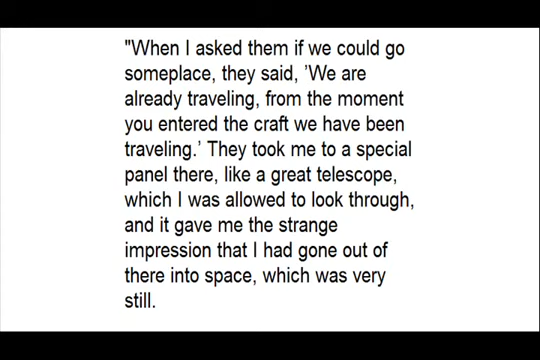 "When I asked them if we could go
someplace, they said, ’We are
already traveling, from the moment
you entered the craft we have been
traveling.’ They took me to a special
panel there, like a great telescope,
which I was allowed to look through,
and it gave me the strange
impression that I had gone out of
there into space, which was very
still.